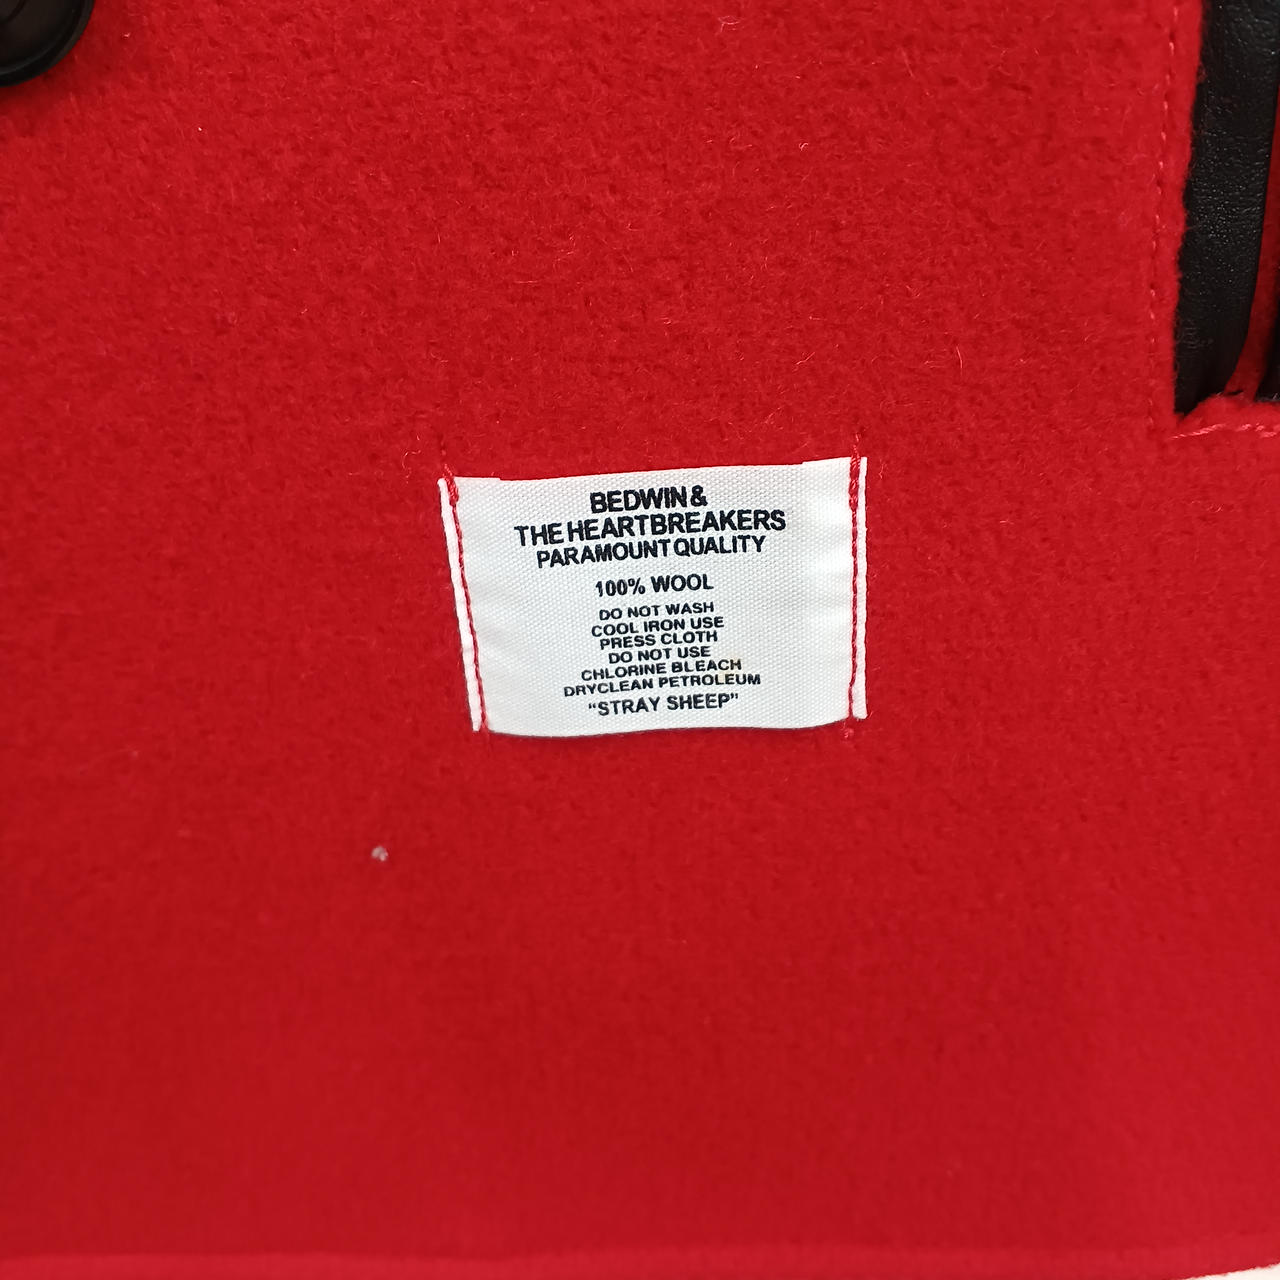 BEDWIN &
THE HEARTBREAKERS
PARAMOUNT QUALITY
100% WOOL
DO NOT WASH
COOL IRON USE
PRESS CLOTH
DO NOT USE
CHLORINE BLEACH
DRYCLEAN PETROLEUM
“STRAY SHEEP”